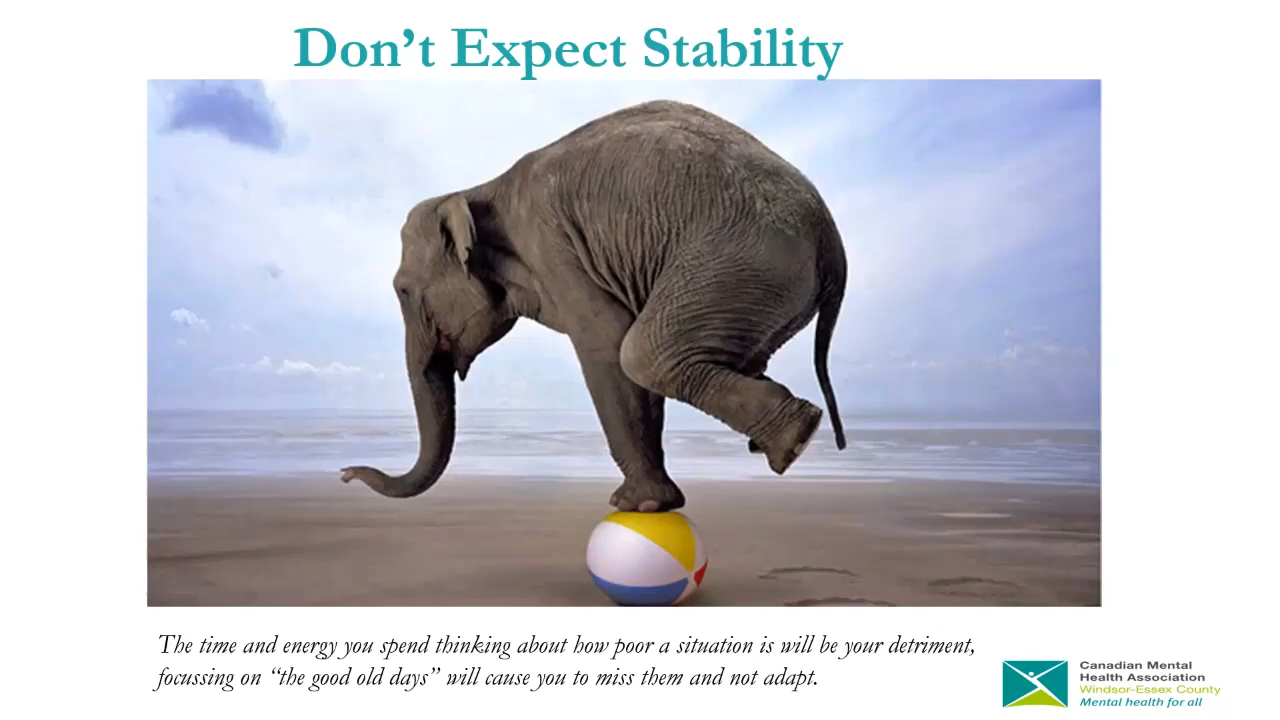 Don’t Expect Stability
The time and energy you spend thinking about how poor a situation is will be your detriment,
focussing on “the good old days” will cause you to miss them and not adapt.
Canadian Mental
Health Association
Windsor-Essex County
Mental health for all